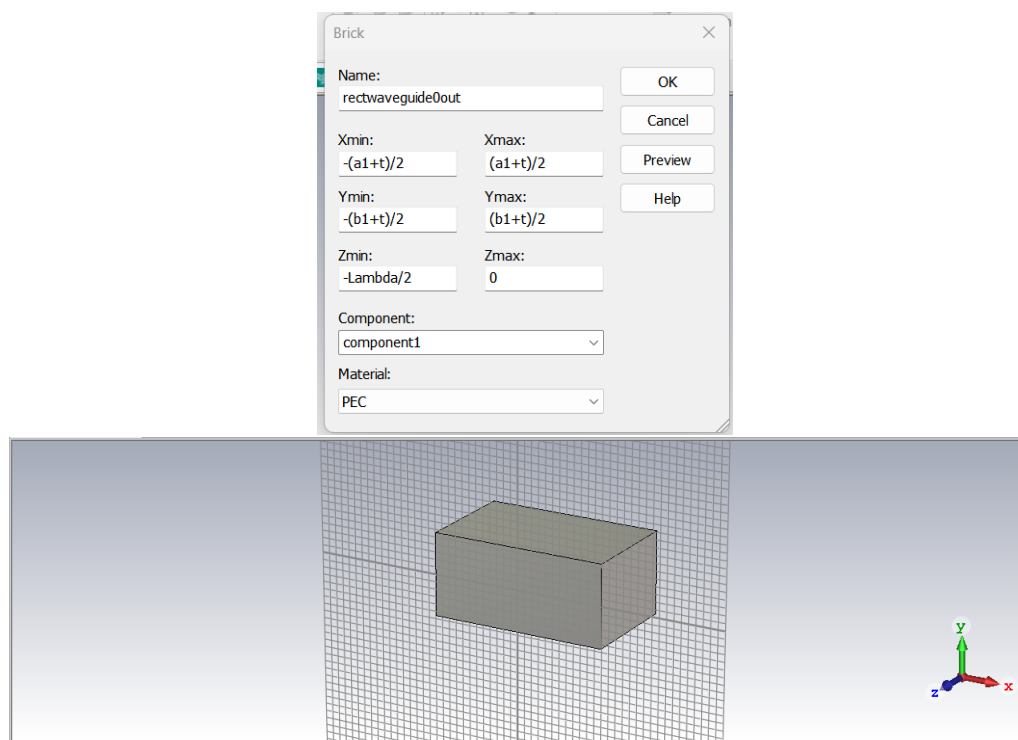 Brick
Name:
rectwaveguide0out
OK
Cancel
Xmin:
Xmax:
-(a1+t)/2
(a1+t)/2
Preview
Ymin:
Ymax:
Help
-(b1+t)/2
(b1+t)/2
Zmin:
Zmax:
-Lambda/2
0
Component:
component1
Material:
PEC
y
x
z